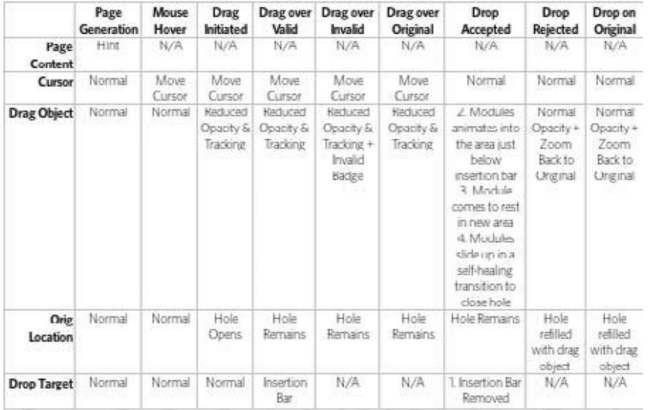 Page Generation Mouse Hover Drag Initiated Drag over Valid Drag over Invalid Drag over Original Drop Accepted Drop Rejected Drop on Original
Page Content Hint N/A N/A N/A N/A N/A N/A N/A N/A
Cursor Normal Move Cursor Move Cursor Move Cursor Move Cursor Move Cursor Normal Normal Normal
Drag Object Normal Normal Reduced Opacity & Tracking Reduced Opacity & Tracking Reduced Opacity & Tracking + Invalid Badge Reduced Opacity & Tracking 2. Modules animates into the area just below insertion bar 3. Module comes to rest in new area 4. Modules slide up in a self-healing transition to close hole Normal Opacity + Zoom Back to Original Normal Opacity + Zoom Back to Original
Orig Location Normal Normal Hole Opens Hole Remains Hole Remains Hole Remains Hole Remains Hole refilled with drag object Hole refilled with drag object
Drop Target Normal Normal Normal Insertion Bar N/A N/A 1. Insertion Bar Removed N/A N/A